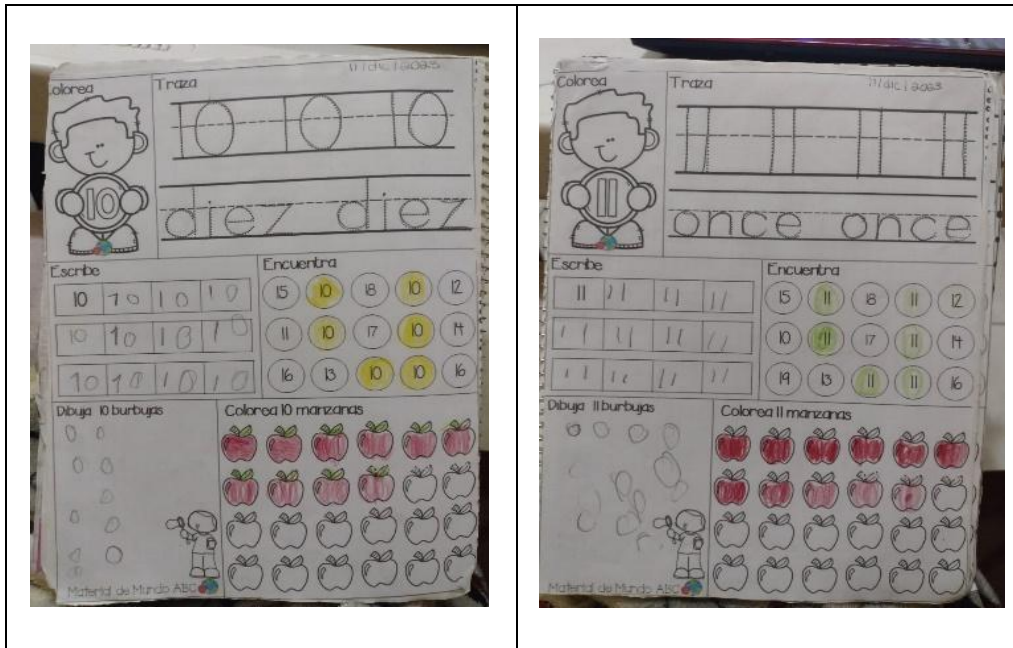 11/dic/2023
Colorea
Traza
10 10 10
10
diez diez
Escribe
Encuentra
10 10 10 10
10 10 10 10
10 10 10 10
15 10 18 10 12
11 10 17 10 14
16 13 10 10 16
Dibuja 10 burbujas
Colorea 10 manzanas
Material de Mundo ABC
11/dic/2023
Colorea
Traza
11 11 11 11
11
once once
Escribe
Encuentra
11 11 11 11
11 11 11 11
11 11 11 11
15 11 18 11 12
10 11 17 11 14
19 13 11 11 16
Dibuja 11 burbujas
Colorea 11 manzanas
Material de Mundo ABC